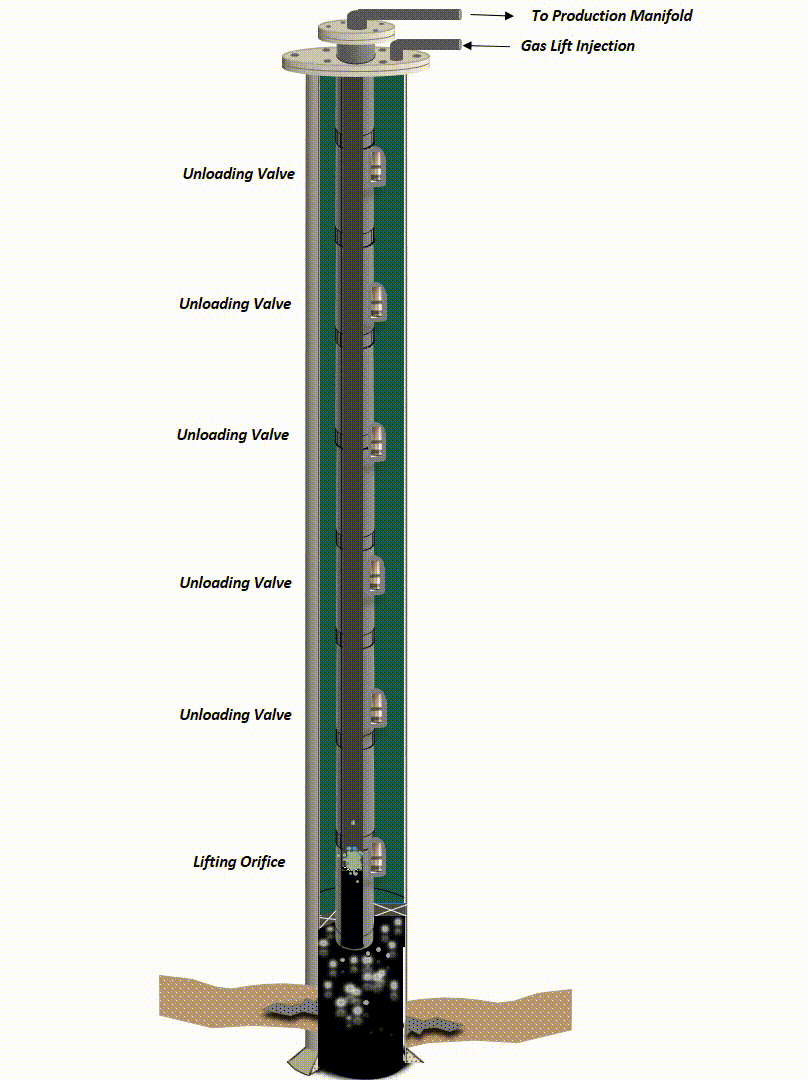 To Production Manifold
Gas Lift Injection
Unloading Valve
Unloading Valve
Unloading Valve
Unloading Valve
Unloading Valve
Lifting Orifice